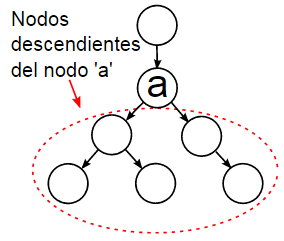 Nodos
descendientes
del nodo 'a'
a